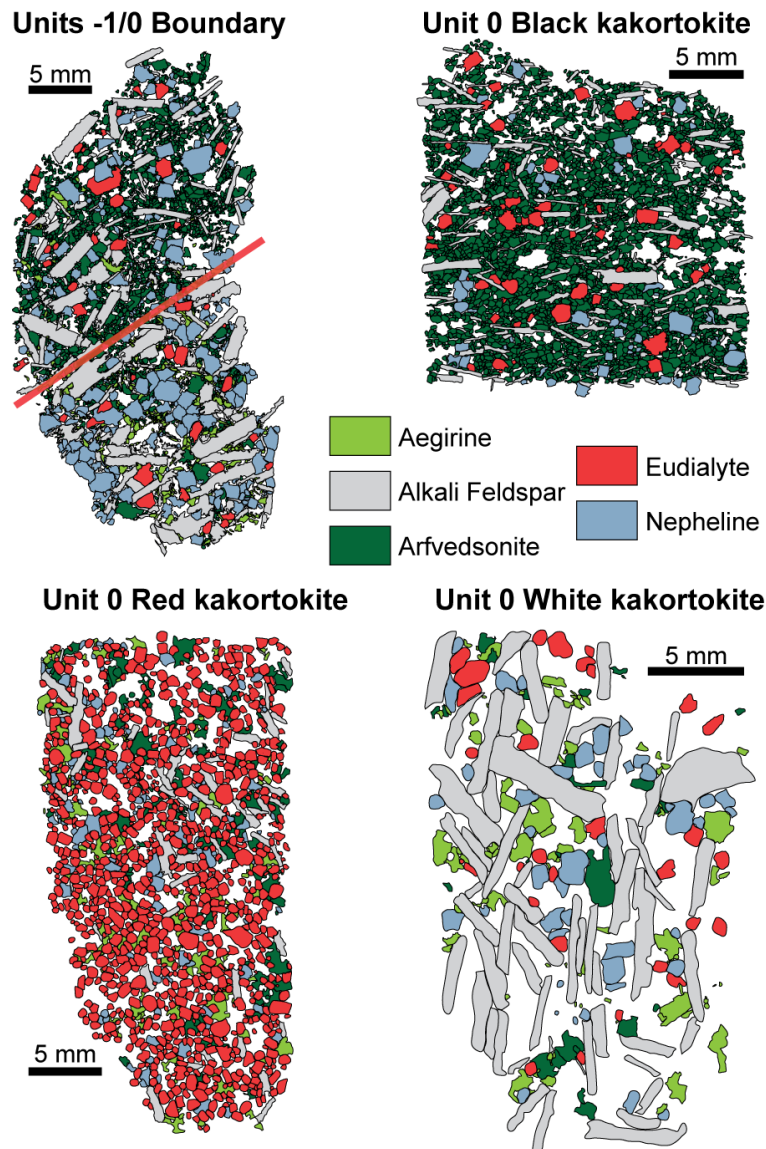 Units -1/0 Boundary
5 mm
Unit 0 Black kakortokite
5 mm
Aegirine
Alkali Feldspar
Arfvedsonite
Eudialyte
Nepheline
Unit 0 Red kakortokite
5 mm
Unit 0 White kakortokite
5 mm